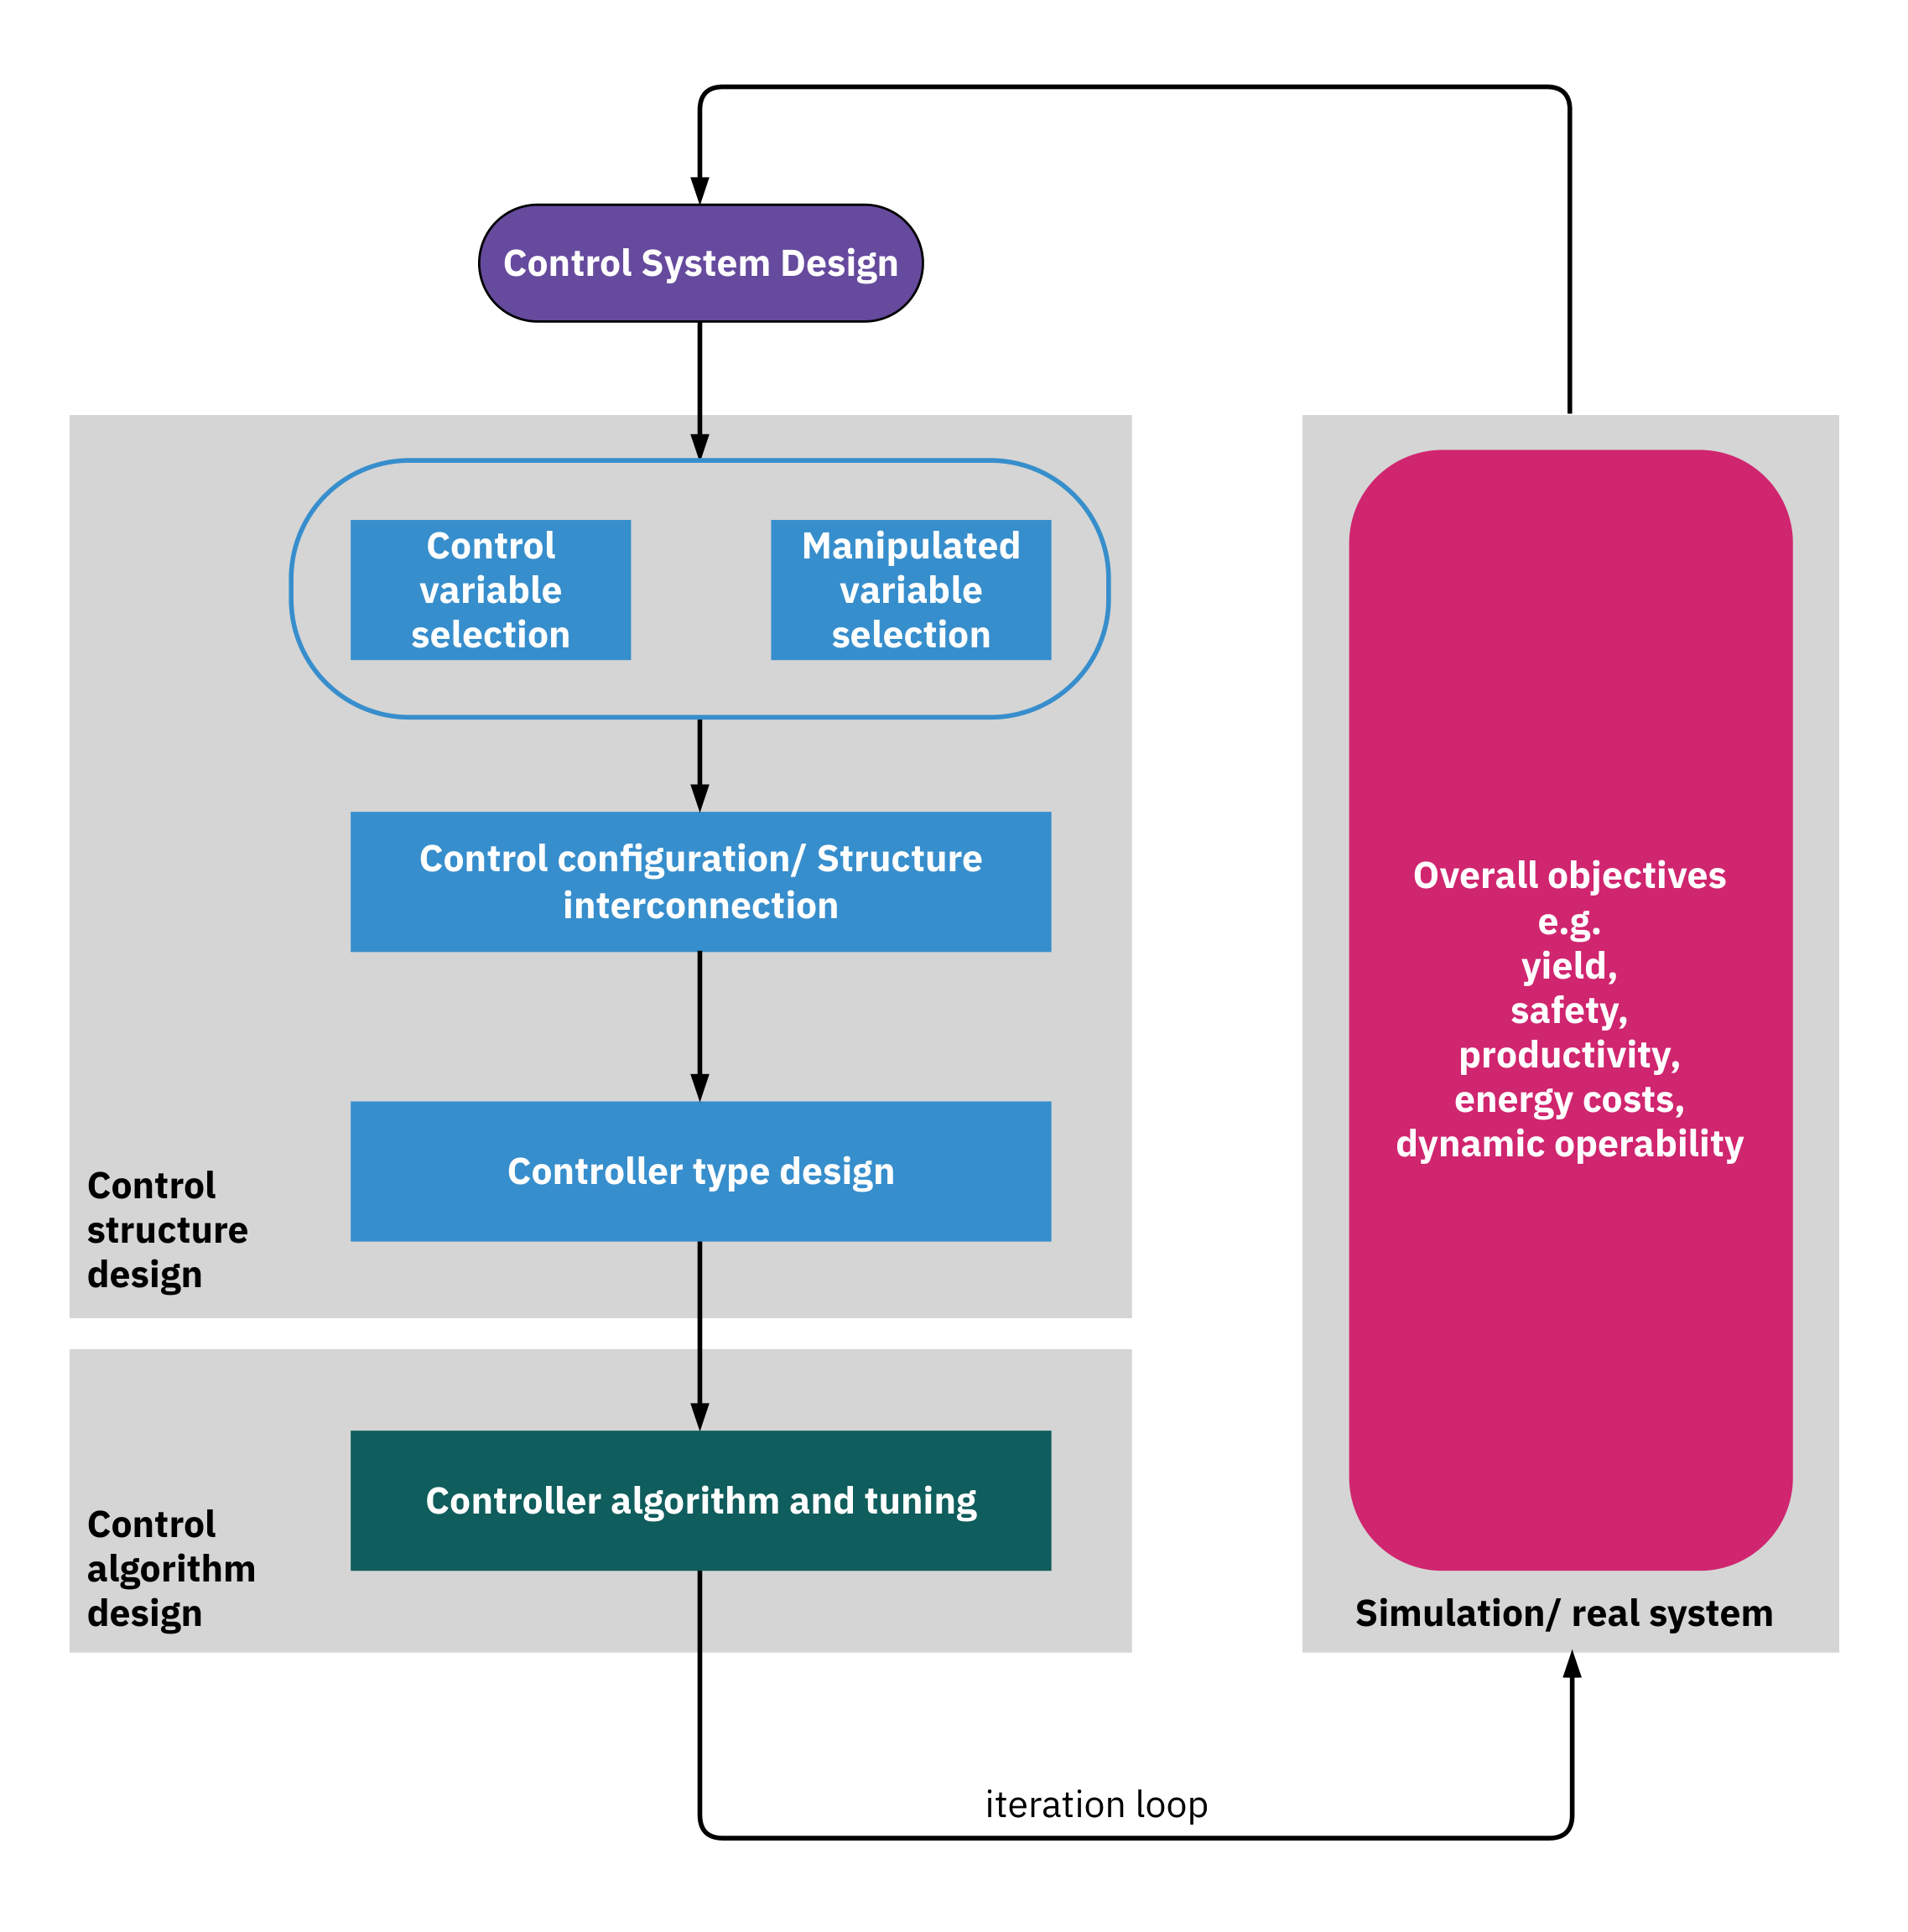 Control System Design
Control
variable
selection
Manipulated
variable
selection
Control configuration/ Structure
interconnection
Controller type design
Control
structure
design
Controller algorithm and tuning
Control
algorithm
design
Overall objectives
e.g.
yield,
safety,
productivity,
energy costs,
dynamic operability
Simulation/ real system
iteration loop